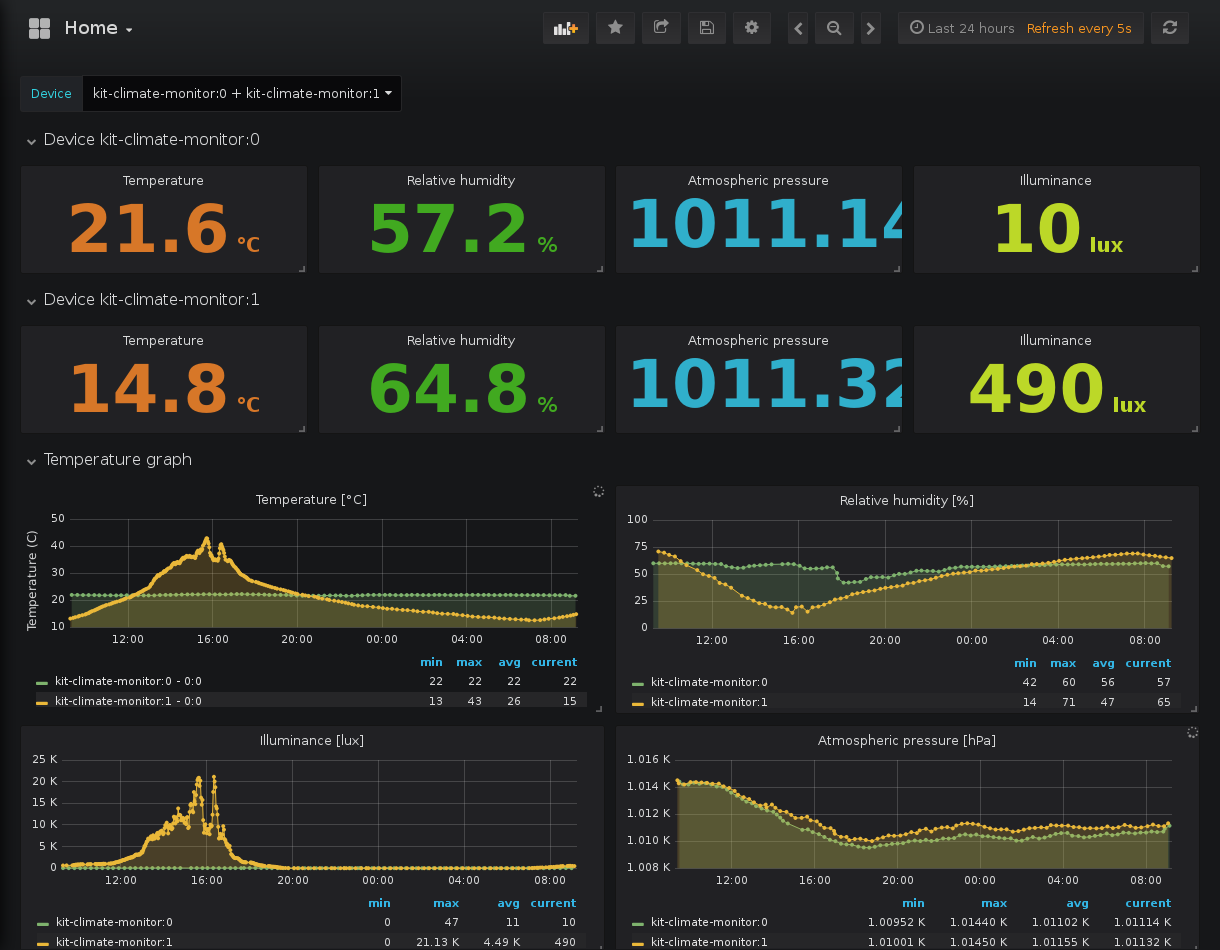 Home
Last 24 hours Refresh every 5s
Device kit-climate-monitor:0 + kit-climate-monitor:1
Device kit-climate-monitor:0
Temperature Relative humidity Atmospheric pressure Illuminance
21.6 °C 57.2 % 1011.14 10 lux
Device kit-climate-monitor:1
Temperature Relative humidity Atmospheric pressure Illuminance
14.8 °C 64.8 % 1011.32 490 lux
Temperature graph
Temperature [°C]
Temperature (C)
50
40
30
20
10
12:00 16:00 20:00 00:00 04:00 08:00
min max avg current
kit-climate-monitor:0 - 0:0 22 22 22 22
kit-climate-monitor:1 - 0:0 13 43 26 15
Relative humidity [%]
100
75
50
25
0
12:00 16:00 20:00 00:00 04:00 08:00
min max avg current
kit-climate-monitor:0 42 60 56 57
kit-climate-monitor:1 14 71 47 65
Illuminance [lux]
25 K
20 K
15 K
10 K
5 K
0
12:00 16:00 20:00 00:00 04:00 08:00
min max avg current
kit-climate-monitor:0 0 47 11 10
kit-climate-monitor:1 0 21.13 K 4.49 K 490
Atmospheric pressure [hPa]
1.016 K
1.014 K
1.012 K
1.010 K
1.008 K
12:00 16:00 20:00 00:00 04:00 08:00
min max avg current
kit-climate-monitor:0 1.00952 K 1.01440 K 1.01102 K 1.01114 K
kit-climate-monitor:1 1.01001 K 1.01450 K 1.01155 K 1.01132 K